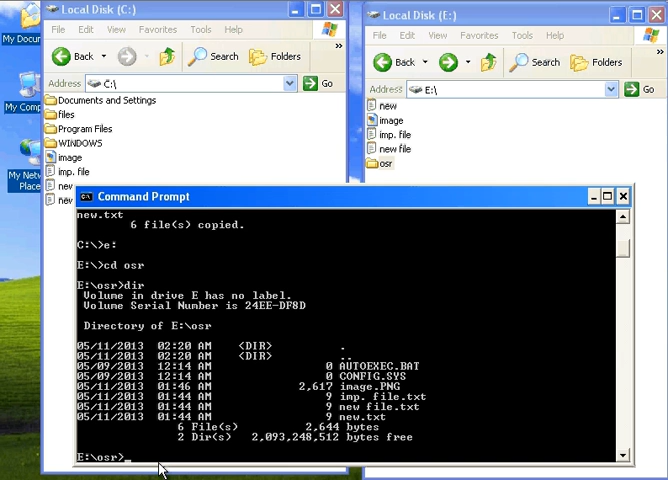 Local Disk (C:)
File Edit View Favorites Tools
Back Search Folders
Address C:\ Go
Documents and Settings
files
Program Files
WINDOWS
image
imp. file
new
new
Local Disk (E:)
File Edit View Favorites Tools
Back Search Folders
Address E:\ Go
new
image
imp. file
new file
osr
My Docum
My Comp
My Net
Place
Command Prompt
new.txt
6 file(s) copied.
C:\>e:
E:\>cd osr
E:\osr>dir
Volume in drive E has no label.
Volume Serial Number is 24EE-DF8D
Directory of E:\osr
05/11/2013 02:20 AM <DIR> .
05/11/2013 02:20 AM <DIR> ..
05/09/2013 12:14 AM 0 AUTOEXEC.BAT
05/09/2013 12:14 AM 0 CONFIG.SYS
05/11/2013 01:46 AM 2,617 image.PNG
05/11/2013 01:44 AM 9 imp. file.txt
05/11/2013 01:44 AM 9 new file.txt
05/11/2013 01:44 AM 9 new.txt
6 File(s) 2,644 bytes
2 Dir(s) 2,093,248,512 bytes free
E:\osr>_